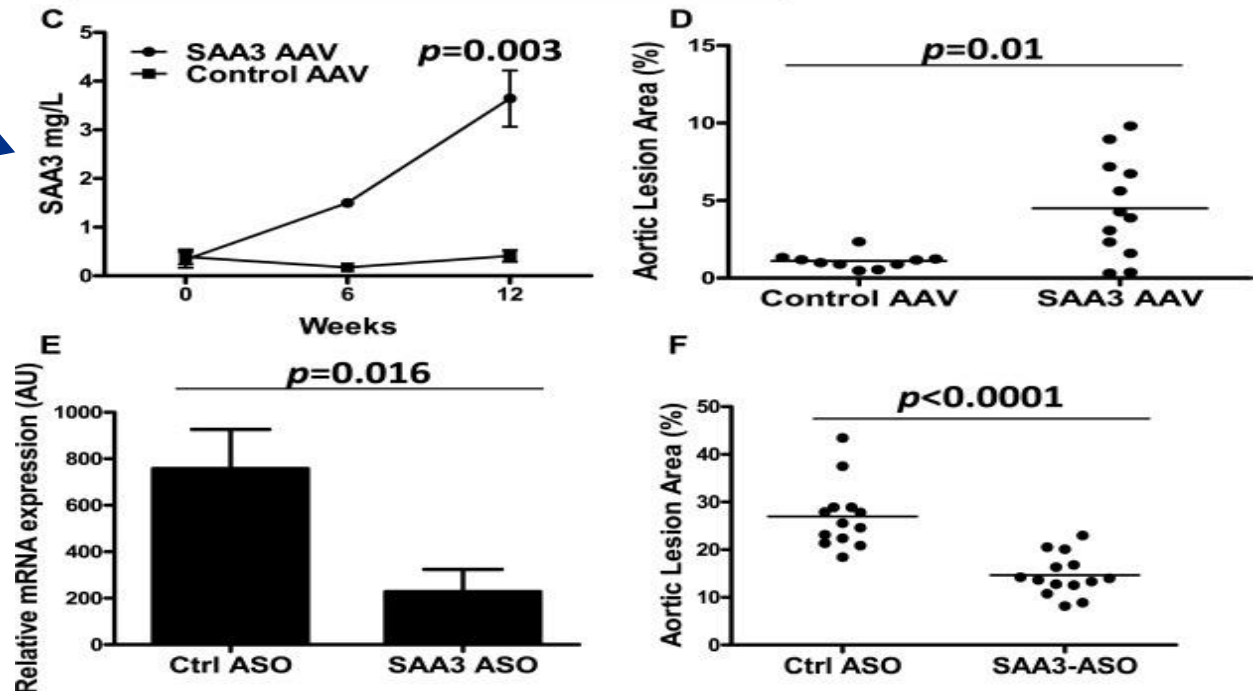 C
5
4
3
2
1
0
SAA3 mg/L
SAA3 AAV
Control AAV
p=0.003
0 6 12
Weeks
D
15
10
5
0
Aortic Lesion Area (%)
p=0.01
Control AAV SAA3 AAV
E
1000
800
600
400
200
0
Relative mRNA expression (AU)
p=0.016
Ctrl ASO SAA3 ASO
F
50
40
30
20
10
0
Aortic Lesion Area (%)
p<0.0001
Ctrl ASO SAA3-ASO